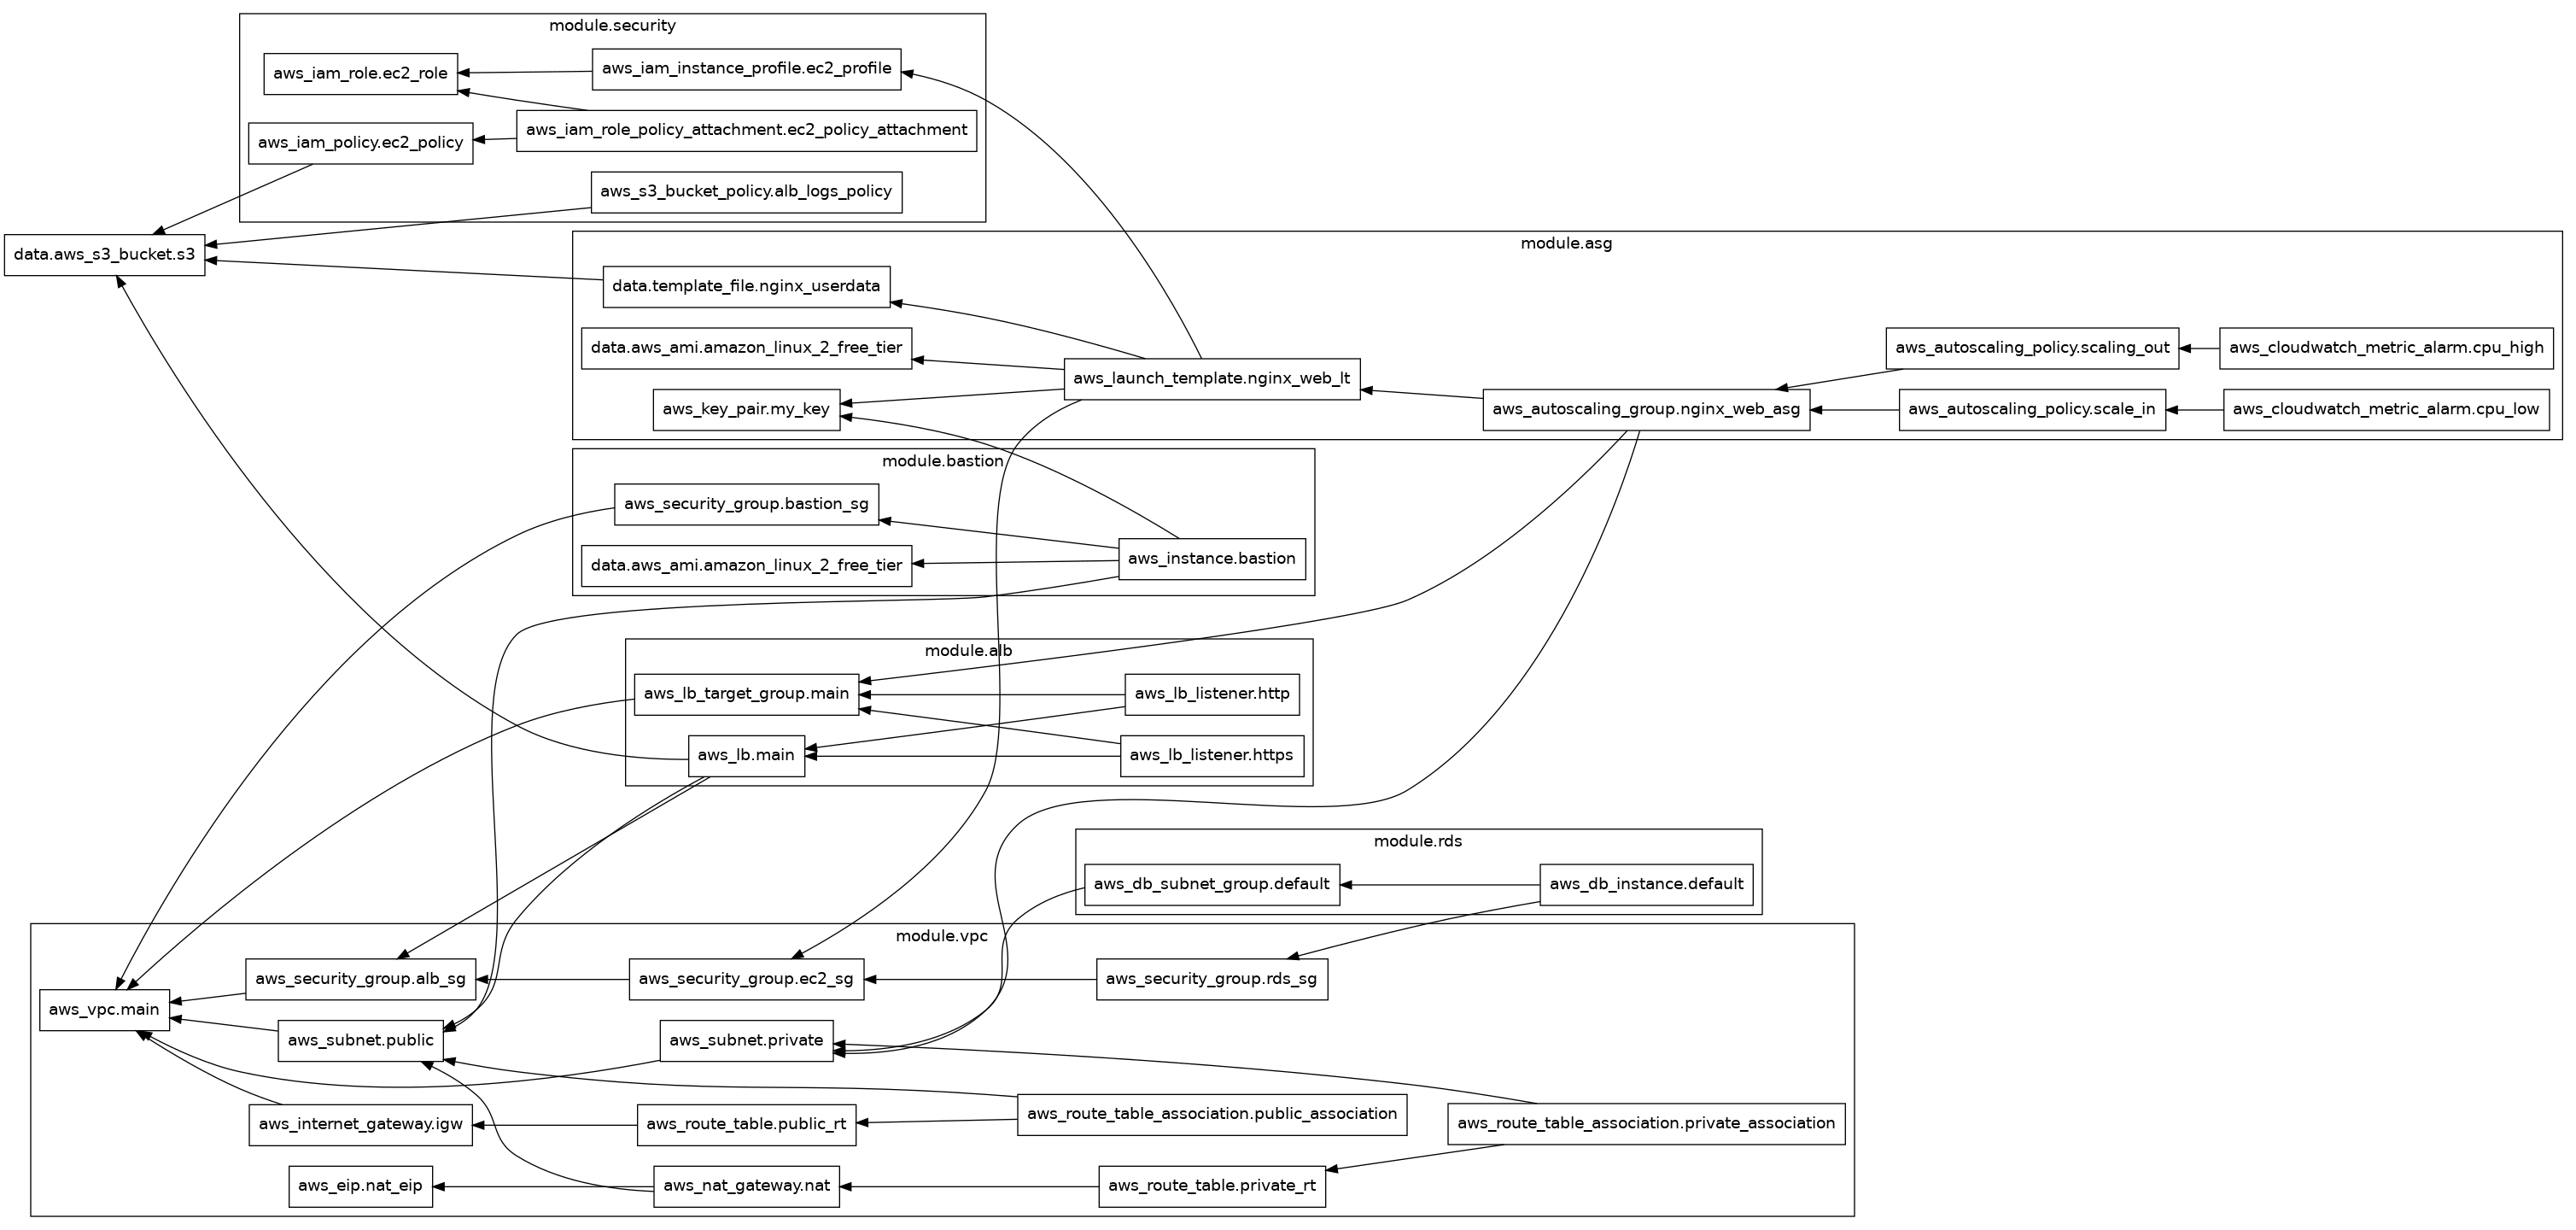 module.security
aws_iam_role.ec2_role
aws_iam_instance_profile.ec2_profile
aws_iam_role_policy_attachment.ec2_policy_attachment
aws_iam_policy.ec2_policy
aws_s3_bucket_policy.alb_logs_policy
data.aws_s3_bucket.s3
module.asg
data.template_file.nginx_userdata
data.aws_ami.amazon_linux_2_free_tier
aws_launch_template.nginx_web_lt
aws_key_pair.my_key
aws_autoscaling_group.nginx_web_asg
aws_autoscaling_policy.scaling_out
aws_cloudwatch_metric_alarm.cpu_high
aws_autoscaling_policy.scale_in
aws_cloudwatch_metric_alarm.cpu_low
module.bastion
aws_security_group.bastion_sg
data.aws_ami.amazon_linux_2_free_tier
aws_instance.bastion
module.alb
aws_lb_target_group.main
aws_lb_listener.http
aws_lb.main
aws_lb_listener.https
module.rds
aws_db_subnet_group.default
aws_db_instance.default
module.vpc
aws_security_group.alb_sg
aws_security_group.ec2_sg
aws_security_group.rds_sg
aws_vpc.main
aws_subnet.public
aws_subnet.private
aws_internet_gateway.igw
aws_route_table.public_rt
aws_route_table_association.public_association
aws_route_table_association.private_association
aws_eip.nat_eip
aws_nat_gateway.nat
aws_route_table.private_rt